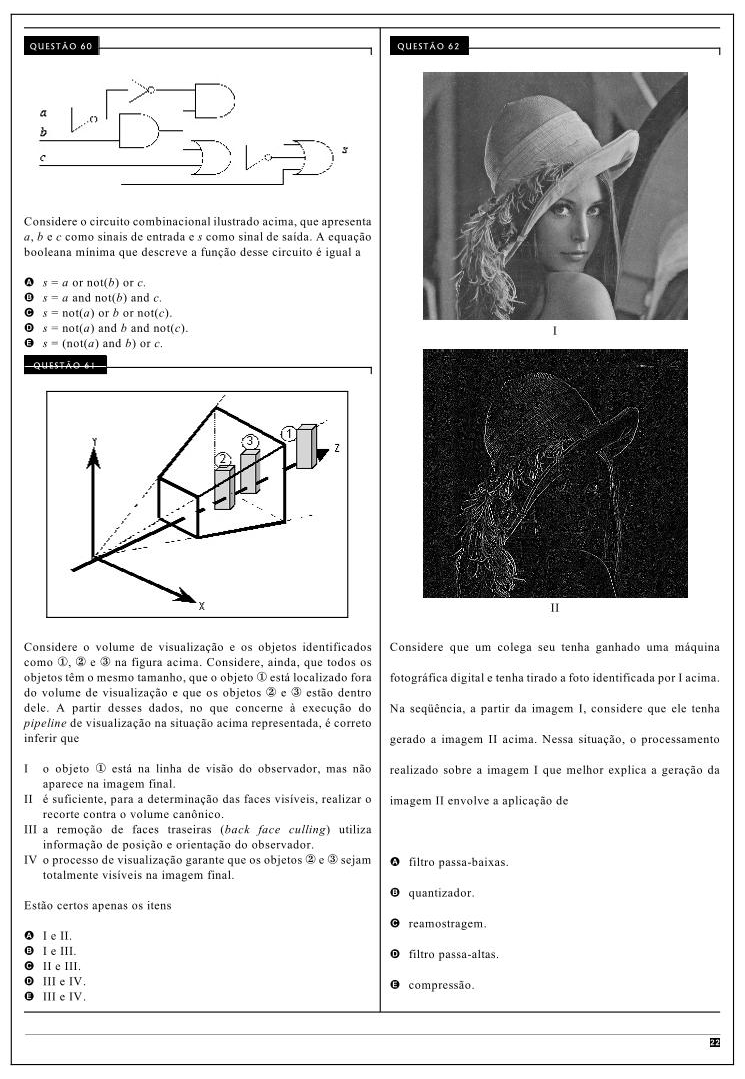 QUESTÃO 60
a
b
c
s
Considere o circuito combinacional ilustrado acima, que apresenta
a, b e c como sinais de entrada e s como sinal de saída. A equação
booleana mínima que descreve a função desse circuito é igual a
A s = a or not(b) or c.
B s = a and not(b) and c.
C s = not(a) or b or not(c).
D s = not(a) and b and not(c).
E s = (not(a) and b) or c.
QUESTÃO 61
Y
2
3
1
Z
X
Considere o volume de visualização e os objetos identificados
como ①, ② e ③ na figura acima. Considere, ainda, que todos os
objetos têm o mesmo tamanho, que o objeto ① está localizado fora
do volume de visualização e que os objetos ② e ③ estão dentro
dele. A partir desses dados, no que concerne à execução do
pipeline de visualização na situação acima representada, é correto
inferir que
I o objeto ① está na linha de visão do observador, mas não
aparece na imagem final.
II é suficiente, para a determinação das faces visíveis, realizar o
recorte contra o volume canônico.
III a remoção de faces traseiras (back face culling) utiliza
informação de posição e orientação do observador.
IV o processo de visualização garante que os objetos ② e ③ sejam
totalmente visíveis na imagem final.
Estão certos apenas os itens
A I e II.
B I e III.
C II e III.
D III e IV.
E III e IV.
QUESTÃO 62
I
II
Considere que um colega seu tenha ganhado uma máquina
fotográfica digital e tenha tirado a foto identificada por I acima.
Na seqüência, a partir da imagem I, considere que ele tenha
gerado a imagem II acima. Nessa situação, o processamento
realizado sobre a imagem I que melhor explica a geração da
imagem II envolve a aplicação de
A filtro passa-baixas.
B quantizador.
C reamostragem.
D filtro passa-altas.
E compressão.
22